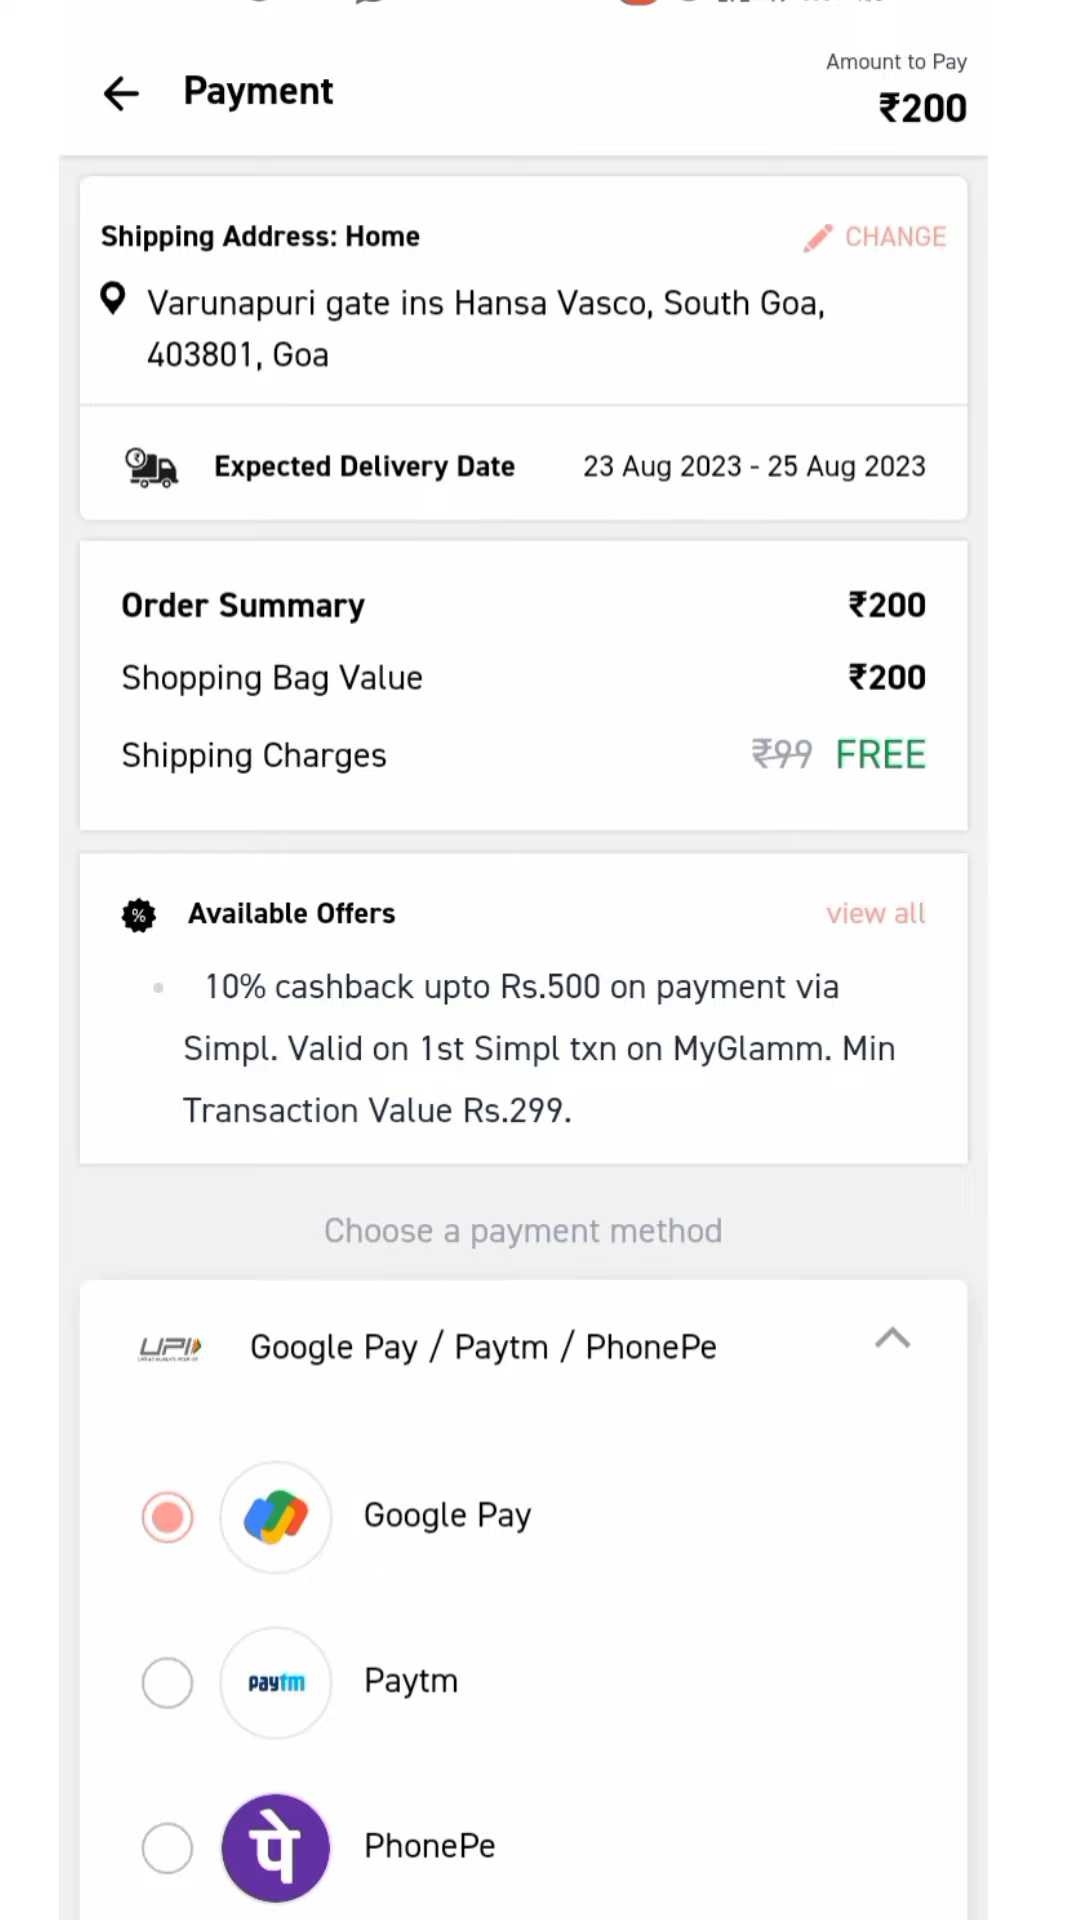 Payment
Amount to Pay
₹200
Shipping Address: Home
CHANGE
Varunapuri gate ins Hansa Vasco, South Goa,
403801, Goa
Expected Delivery Date
23 Aug 2023 - 25 Aug 2023
Order Summary
₹200
Shopping Bag Value
₹200
Shipping Charges
₹99 FREE
% Available Offers
view all
10% cashback upto Rs.500 on payment via
Simpl. Valid on 1st Simpl txn on MyGlamm. Min
Transaction Value Rs.299.
Choose a payment method
UPI
Google Pay / Paytm / PhonePe
Google Pay
paytm
Paytm
पे
PhonePe